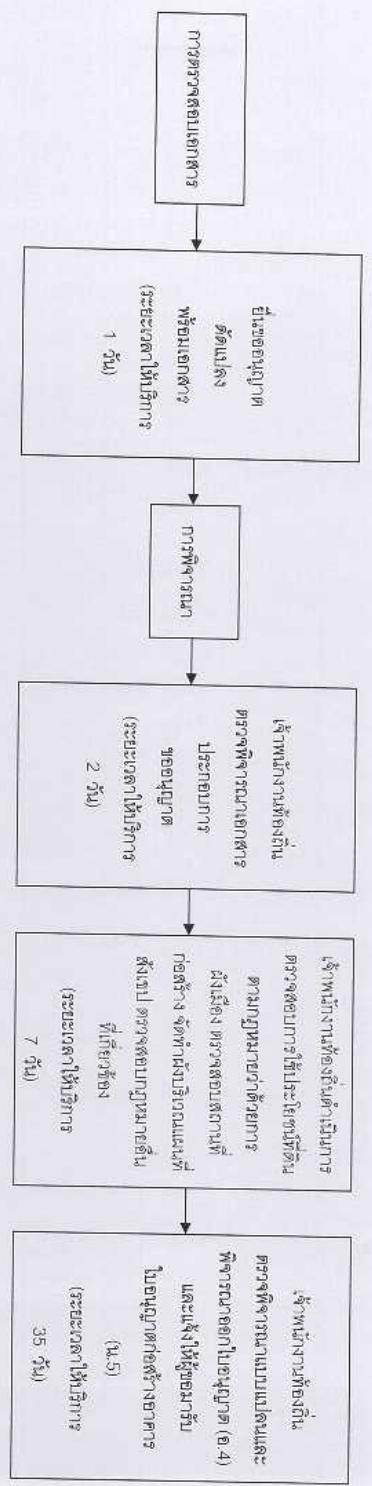 การตรวจสอบเอกสาร
ยื่นขออนุญาต
ดัดแปลง
พร้อมเอกสาร
(ระยะเวลาให้บริการ
1 วัน)
การพิจารณา
เจ้าพนักงานท้องถิ่น
ตรวจพิจารณาเอกสาร
ประกอบการ
ขออนุญาต
(ระยะเวลาให้บริการ
2 วัน)
เจ้าพนักงานท้องถิ่นดำเนินการ
ตรวจสอบการใช้ประโยชน์ที่ดิน
ตามกฎหมายว่าด้วยการ
ผังเมือง ตรวจสอบสถานที่
ก่อสร้าง จัดทำผังบริเวณแผนที่
สังเขป ตรวจสอบกฎหมายอื่น
ที่เกี่ยวข้อง
(ระยะเวลาให้บริการ
7 วัน)
เจ้าพนักงานท้องถิ่น
ตรวจพิจารณาแบบแปลนและ
พิจารณาออกใบอนุญาต (อ.4)
และแจ้งให้ผู้ขอมารับ
ใบอนุญาตก่อสร้างอาคาร
(น.5)
(ระยะเวลาให้บริการ
35 วัน)